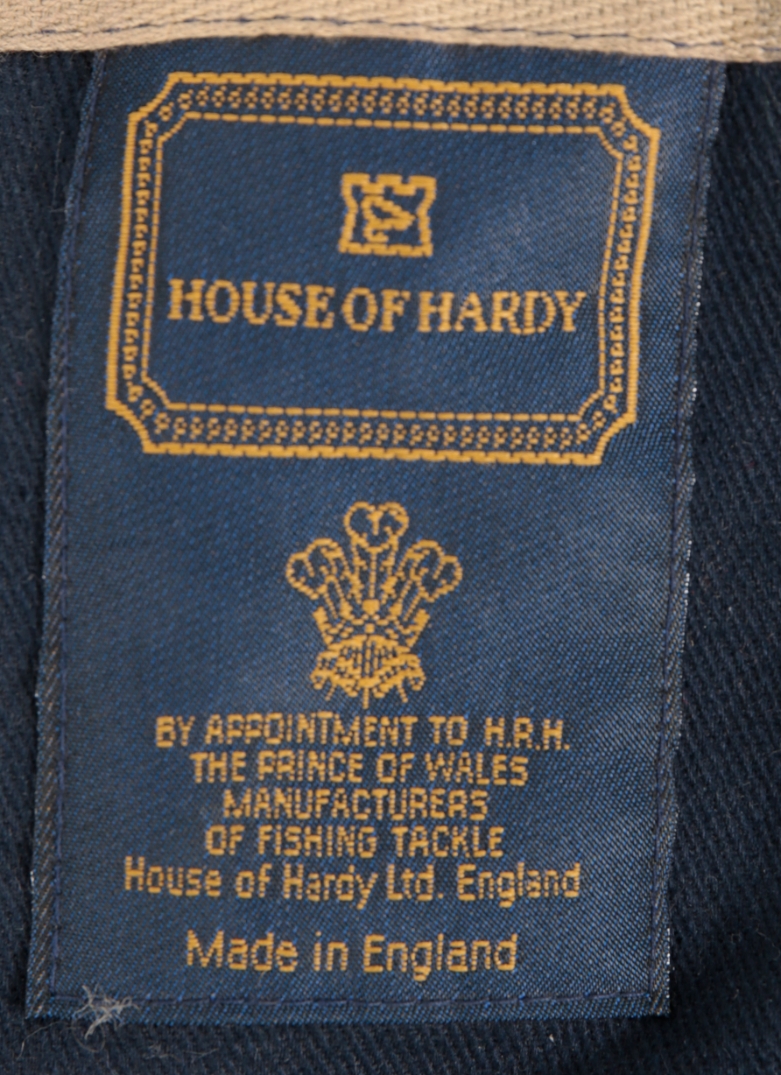 HOUSE OF HARDY
BY APPOINTMENT TO H.R.H.
THE PRINCE OF WALES
MANUFACTURERS
OF FISHING TACKLE
House of Hardy Ltd. England
Made in England